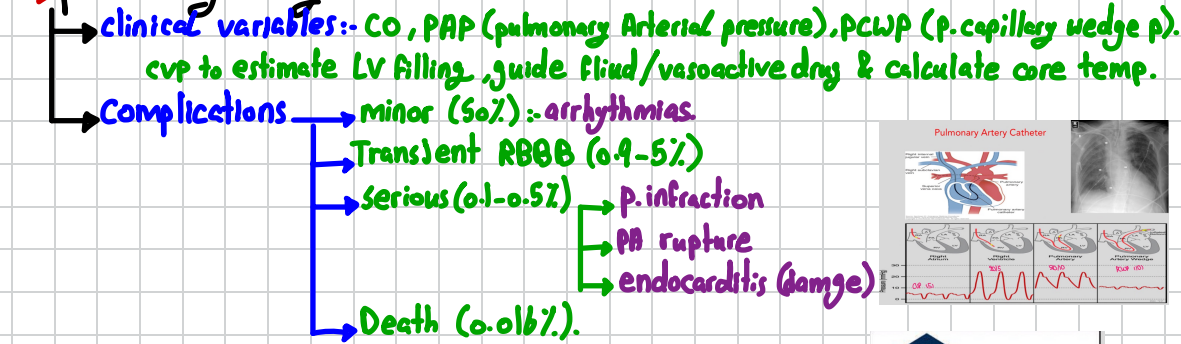 clinical variables:- CO, PAP (pulmonary Arterial pressure), PCWP (p. capillary wedge p).
cvp to estimate LV filling, guide fliud/vasoactive drug & calculate core temp.
Complications
minor (50%) :- arrhythmias.
Transient RBBB (0.9-5%)
serious (0.1-0.5%)
p. infraction
PA rupture
endocarditis (damge)
Death (0.016%).
Pulmonary Artery Catheter
Right Atrium
Right Ventricle
Pulmonary Artery
Pulmonary Artery Wedge